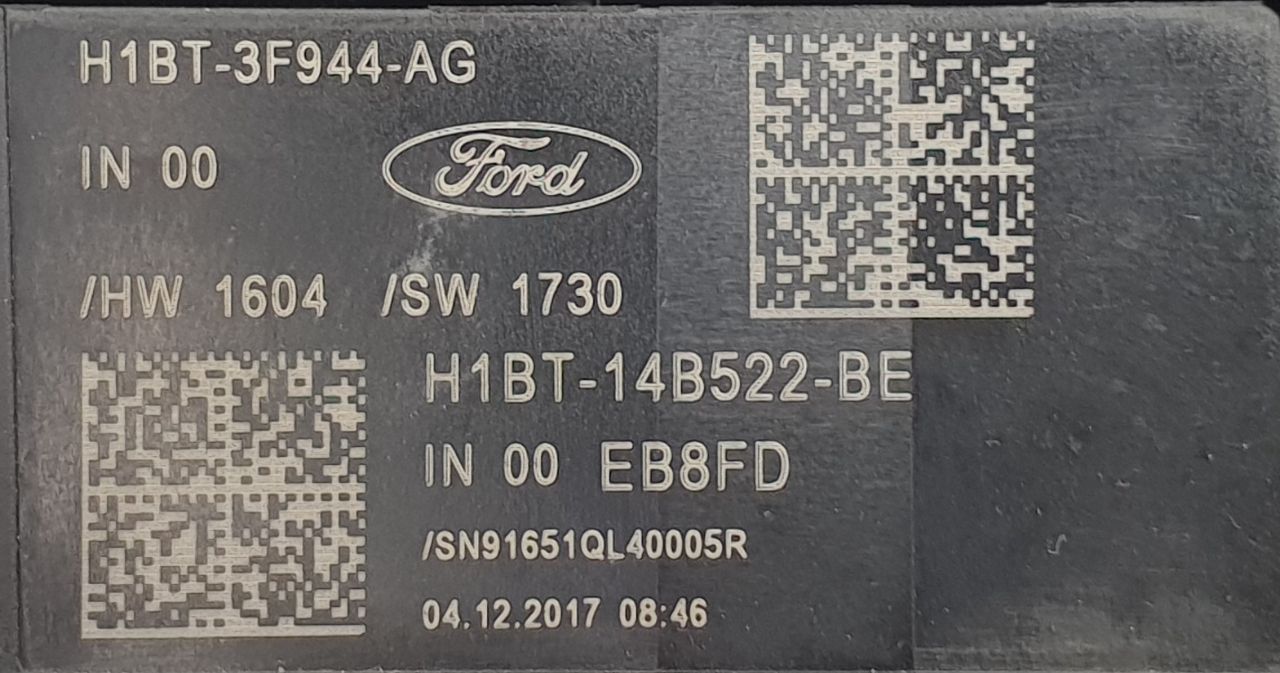 H1BT-3F944-AG
IN 00
Ford
/HW 1604 /SW 1730
H1BT-14B522-BE
IN 00 EB8FD
/SN91651QL40005R
04.12.2017 08:46